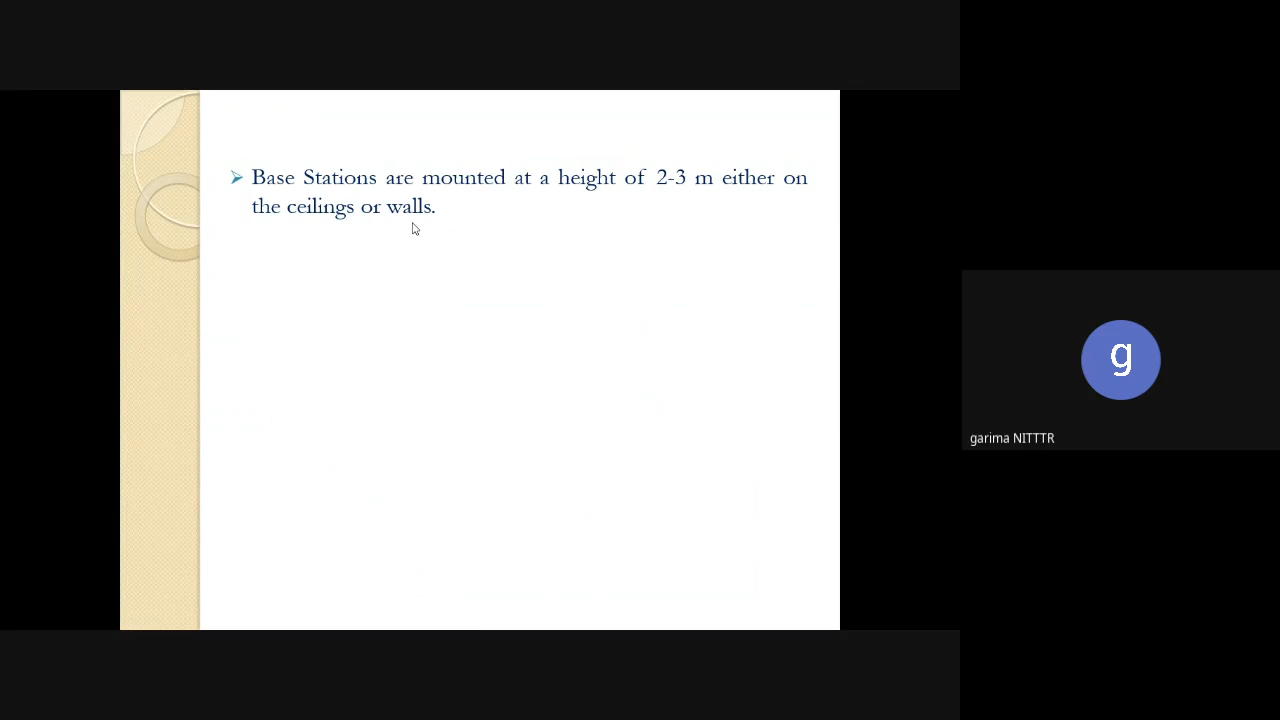 Base Stations are mounted at a height of 2-3 m either on
the ceilings or walls.
g
garima NITTTR